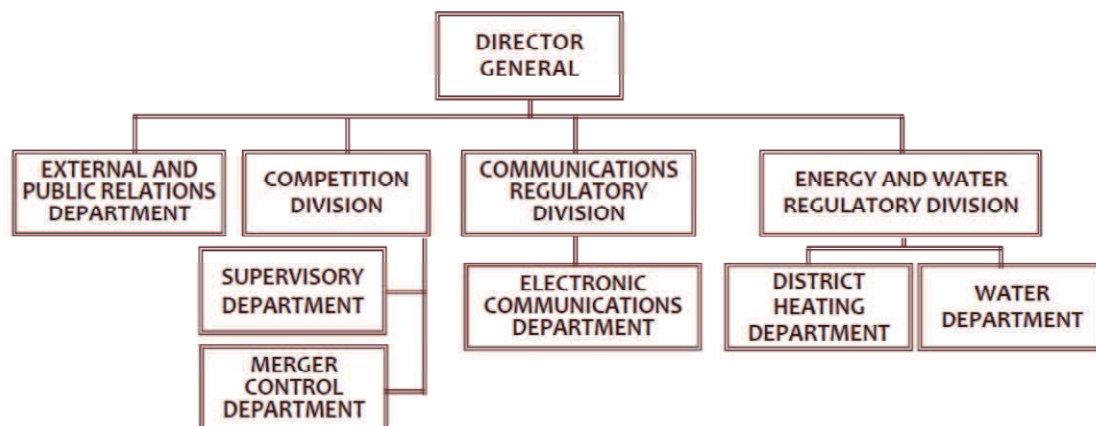 DIRECTOR
GENERAL
EXTERNAL AND
PUBLIC RELATIONS
DEPARTMENT
COMPETITION
DIVISION
COMMUNICATIONS
REGULATORY
DIVISION
ENERGY AND WATER
REGULATORY DIVISION
SUPERVISORY
DEPARTMENT
MERGER
CONTROL
DEPARTMENT
ELECTRONIC
COMMUNICATIONS
DEPARTMENT
DISTRICT
HEATING
DEPARTMENT
WATER
DEPARTMENT